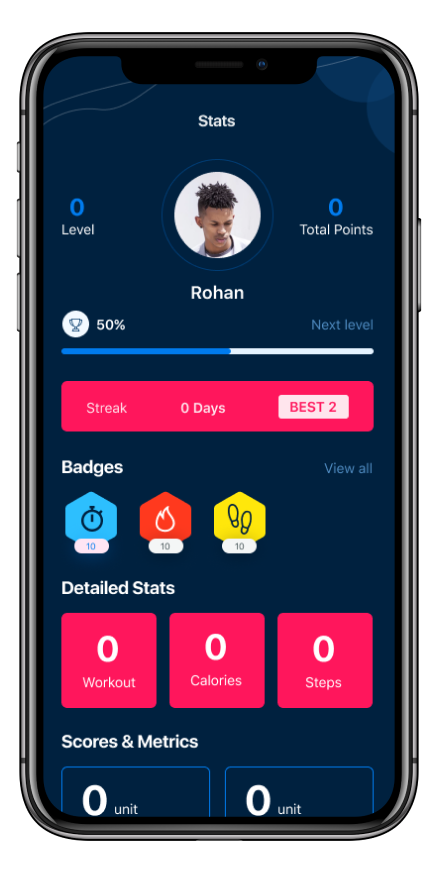 Stats
0
Level
0
Total Points
Rohan
50%
Next level
Streak 0 Days BEST 2
Badges
View all
10
10
10
Detailed Stats
0
Workout
0
Calories
0
Steps
Scores & Metrics
0 unit
0 unit